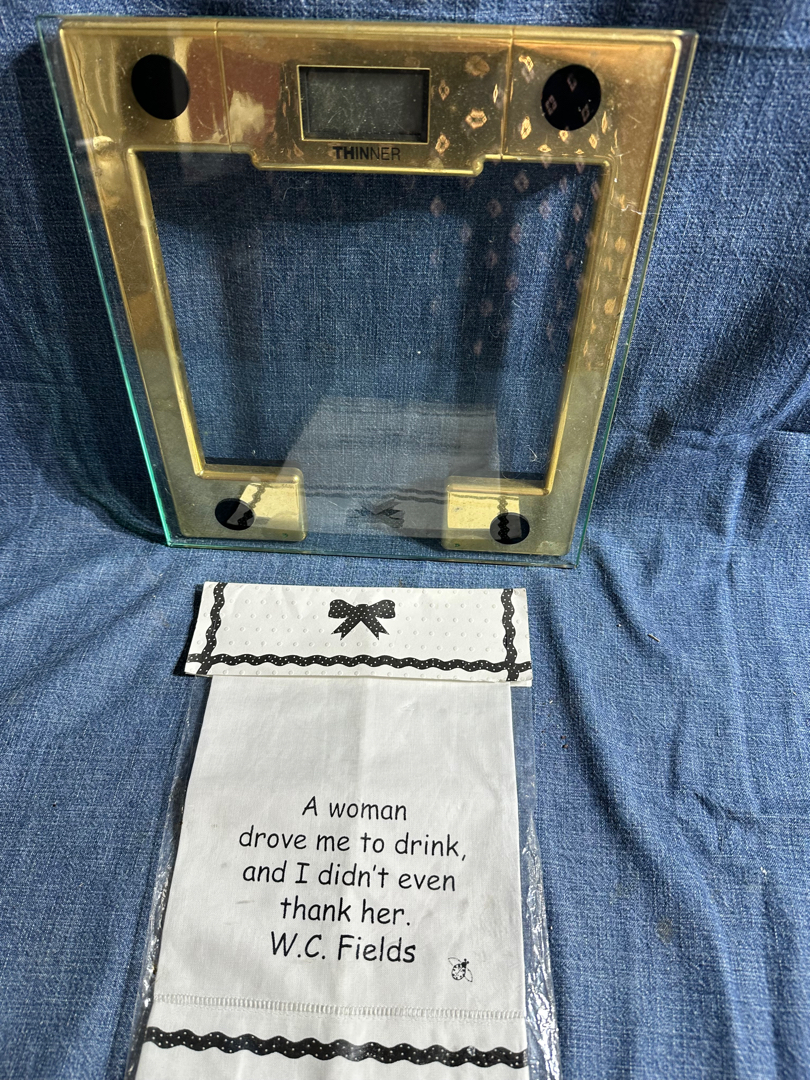 THINNER
A woman
drove me to drink,
and I didn't even
thank her.
W.C. Fields